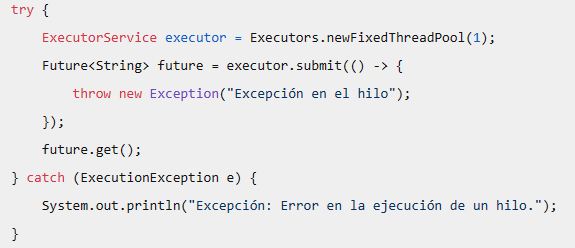 try {
    ExecutorService executor = Executors.newFixedThreadPool(1);
    Future<String> future = executor.submit(() -> {
        throw new Exception("Excepción en el hilo");
    });
    future.get();
} catch (ExecutionException e) {
    System.out.println("Excepción: Error en la ejecución de un hilo.");
}